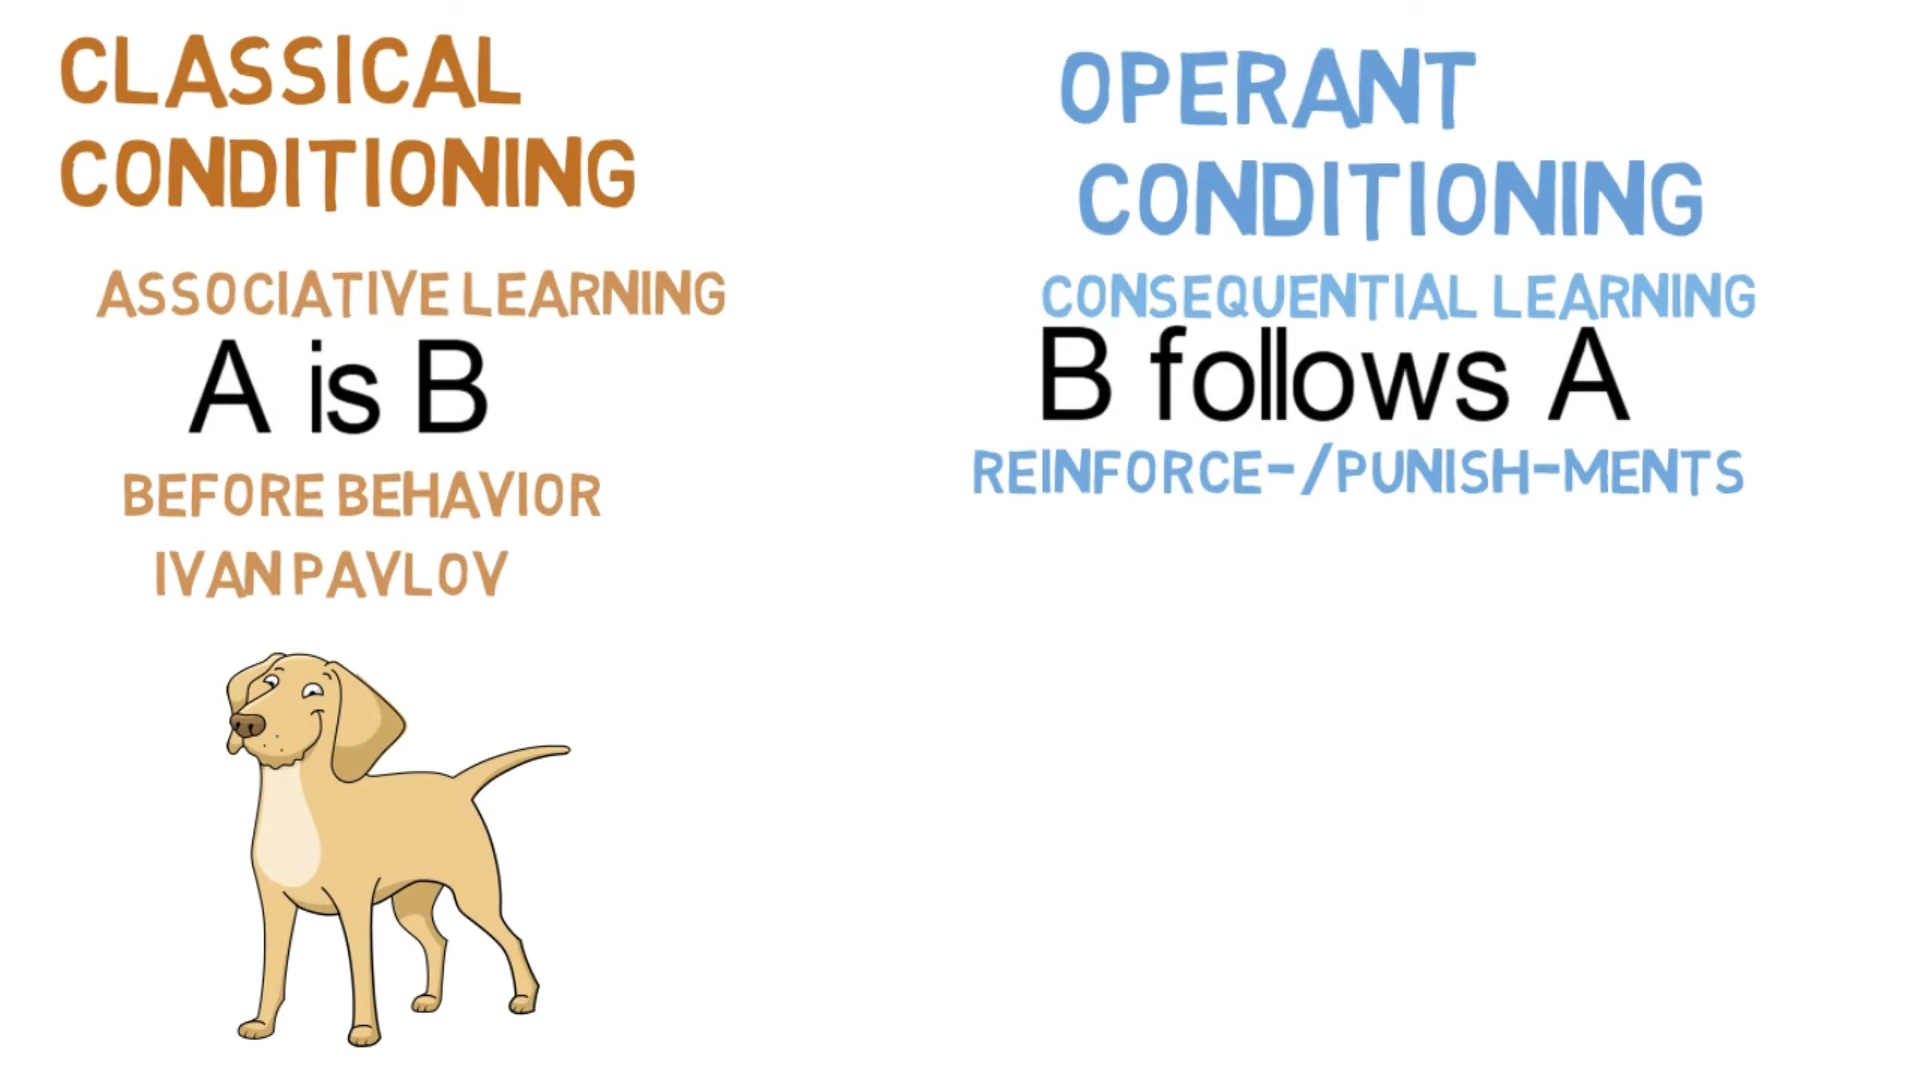 CLASSICAL
CONDITIONING
ASSOCIATIVE LEARNING
A is B
BEFORE BEHAVIOR
IVAN PAVLOV
OPERANT
CONDITIONING
CONSEQUENTIAL LEARNING
B follows A
REINFORCE-/PUNISH-MENTS